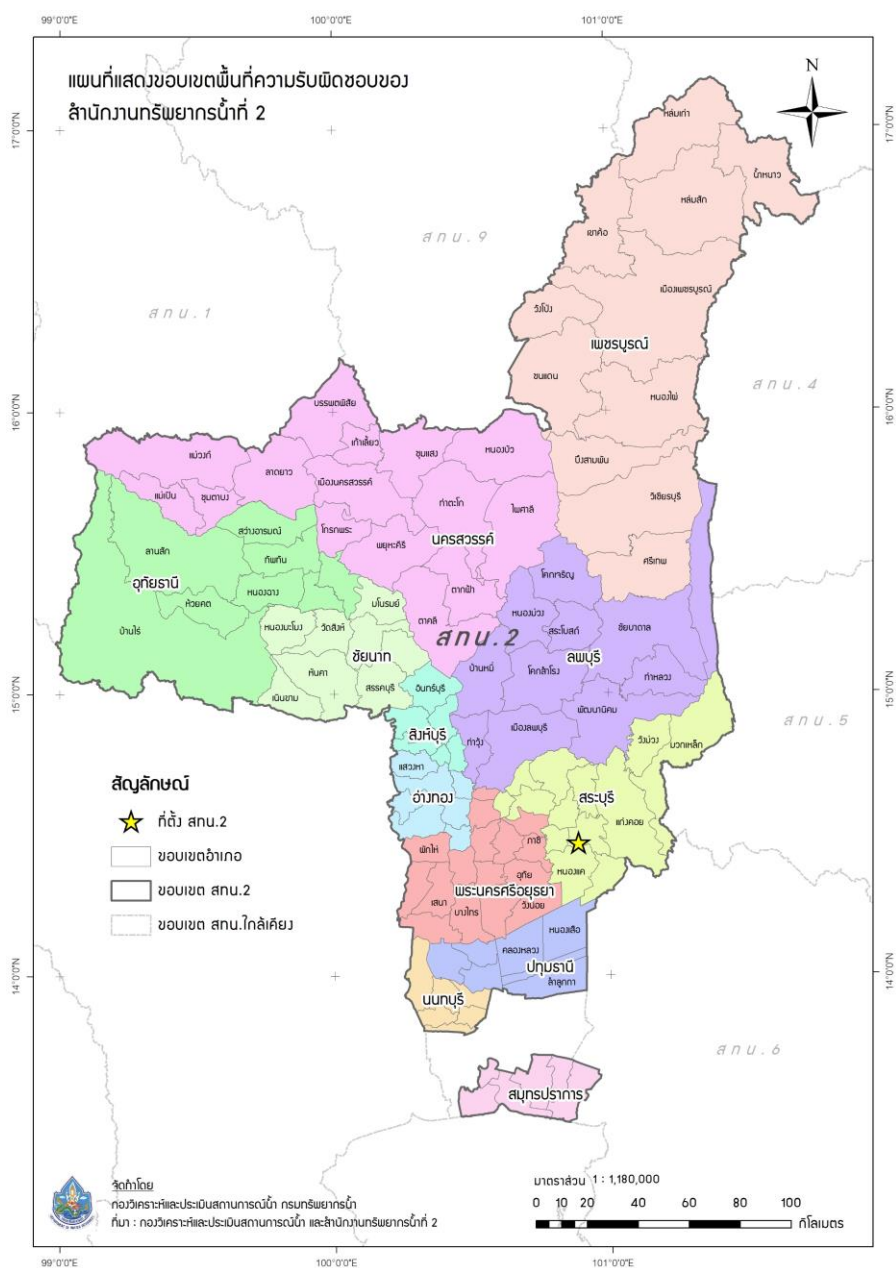 99°0'0"E
100°0'0"E
101°0'0"E
แผนที่แสดงขอบเขตพื้นที่ความรับผิดชอบของ
สำนักงานทรัพยากรน้ำที่ 2
N
17°0'0"N
17°0'0"N
หล่มเก่า
น้ำหนาว
หล่มสัก
เขาค้อ
สทน.9
เมืองเพชรบูรณ์
วังโป่ง
สทน.1
เพชรบูรณ์
ชนแดน
สทน.4
หนองไผ่
16°0'0"N
16°0'0"N
บรรพตพิสัย
เก้าเลี้ยว
ชุมแสง
หนองบัว
แม่วงก์
ลาดยาว
บึงสามพัน
เมืองนครสวรรค์
แม่เปิน
ชุมตาบง
ท่าตะโก
ไพศาลี
วิเชียรบุรี
โกรกพระ
สว่างอารมณ์
พยุหะคีรี
นครสวรรค์
ลานสัก
ทัพทัน
ศรีเทพ
อุทัยธานี
โคกเจริญ
ห้วยคต
หนองฉาง
ตากฟ้า
มโนรมย์
หนองม่วง
ตาคลี
บ้านไร่
หนองมะโมง
วัดสิงห์
สระโบสถ์
ชัยบาดาล
สทน.2
ชัยนาท
ลพบุรี
หันคา
บ้านหมี่
โคกสำโรง
ท่าหลวง
เนินขาม
สรรคบุรี
อินทร์บุรี
15°0'0"N
15°0'0"N
พัฒนานิคม
สทน.5
ท่าวุ้ง
เมืองลพบุรี
วังม่วง
สิงห์บุรี
มวกเหล็ก
แสวงหา
สัญลักษณ์
อ่างทอง
สระบุรี
ที่ตั้ง สทน.2
แก่งคอย
ผักไห่
ภาชี
ขอบเขตอำเภอ
หนองแค
อุทัย
ขอบเขต สทน.2
พระนครศรีอยุธยา
เสนา
บางไทร
วังน้อย
ขอบเขต สทน.ใกล้เคียง
หนองเสือ
คลองหลวง
14°0'0"N
14°0'0"N
ปทุมธานี
ลำลูกกา
นนทบุรี
สทน.6
สมุทรปราการ
จัดทำโดย
กองวิเคราะห์และประเมินสถานการณ์น้ำ กรมทรัพยากรน้ำ
ที่มา : กองวิเคราะห์และประเมินสถานการณ์น้ำ และสำนักงานทรัพยากรน้ำที่ 2
มาตราส่วน 1 : 1,180,000
0 10 20 40 60 80 100
กิโลเมตร
99°0'0"E
100°0'0"E
101°0'0"E